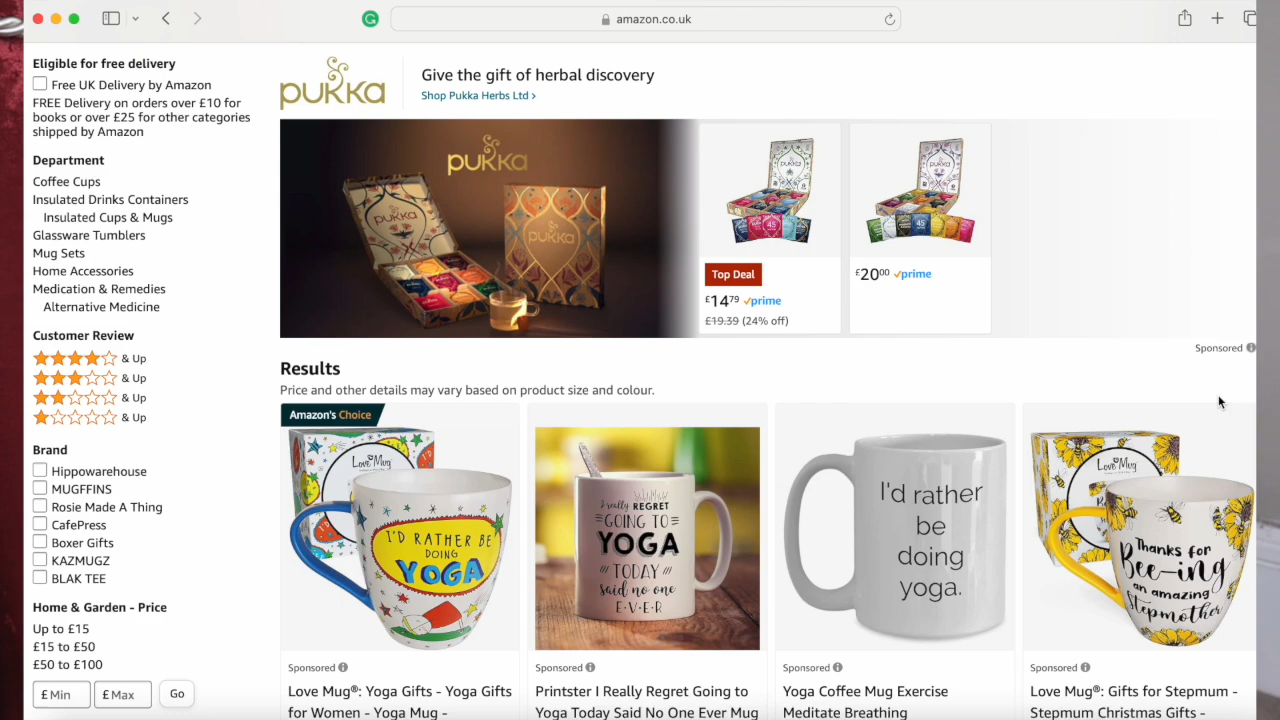 amazon.co.uk
Eligible for free delivery
Free UK Delivery by Amazon
FREE Delivery on orders over £10 for
books or over £25 for other categories
shipped by Amazon
Department
Coffee Cups
Insulated Drinks Containers
Insulated Cups & Mugs
Glassware Tumblers
Mug Sets
Home Accessories
Medication & Remedies
Alternative Medicine
Customer Review
& Up
& Up
& Up
& Up
Brand
Hippowarehouse
MUGFFINS
Rosie Made A Thing
CafePress
Boxer Gifts
KAZMUGZ
BLAK TEE
Home & Garden - Price
Up to £15
£15 to £50
£50 to £100
£ Min £ Max Go
pukka
Give the gift of herbal discovery
Shop Pukka Herbs Ltd ›
pukka
pukka
pukka
45
45
Top Deal
£14.79 prime
£19.39 (24% off)
£20.00 prime
Sponsored
Results
Price and other details may vary based on product size and colour.
Amazon's Choice
Love Mug
I'D RATHER BE
DOING
YOGA
Sponsored
Love Mug®: Yoga Gifts - Yoga Gifts
for Women - Yoga Mug -
I really REGRET
GOING TO
YOGA
TODAY
said no one
E•V•E•R
Sponsored
Printster I Really Regret Going to
Yoga Today Said No One Ever Mug
I'd rather
be
doing
yoga.
Sponsored
Yoga Coffee Mug Exercise
Meditate Breathing
Love Mug
Thanks for
Bee-ing
an amazing
Stepmother
Sponsored
Love Mug®: Gifts for Stepmum -
Stepmum Christmas Gifts -